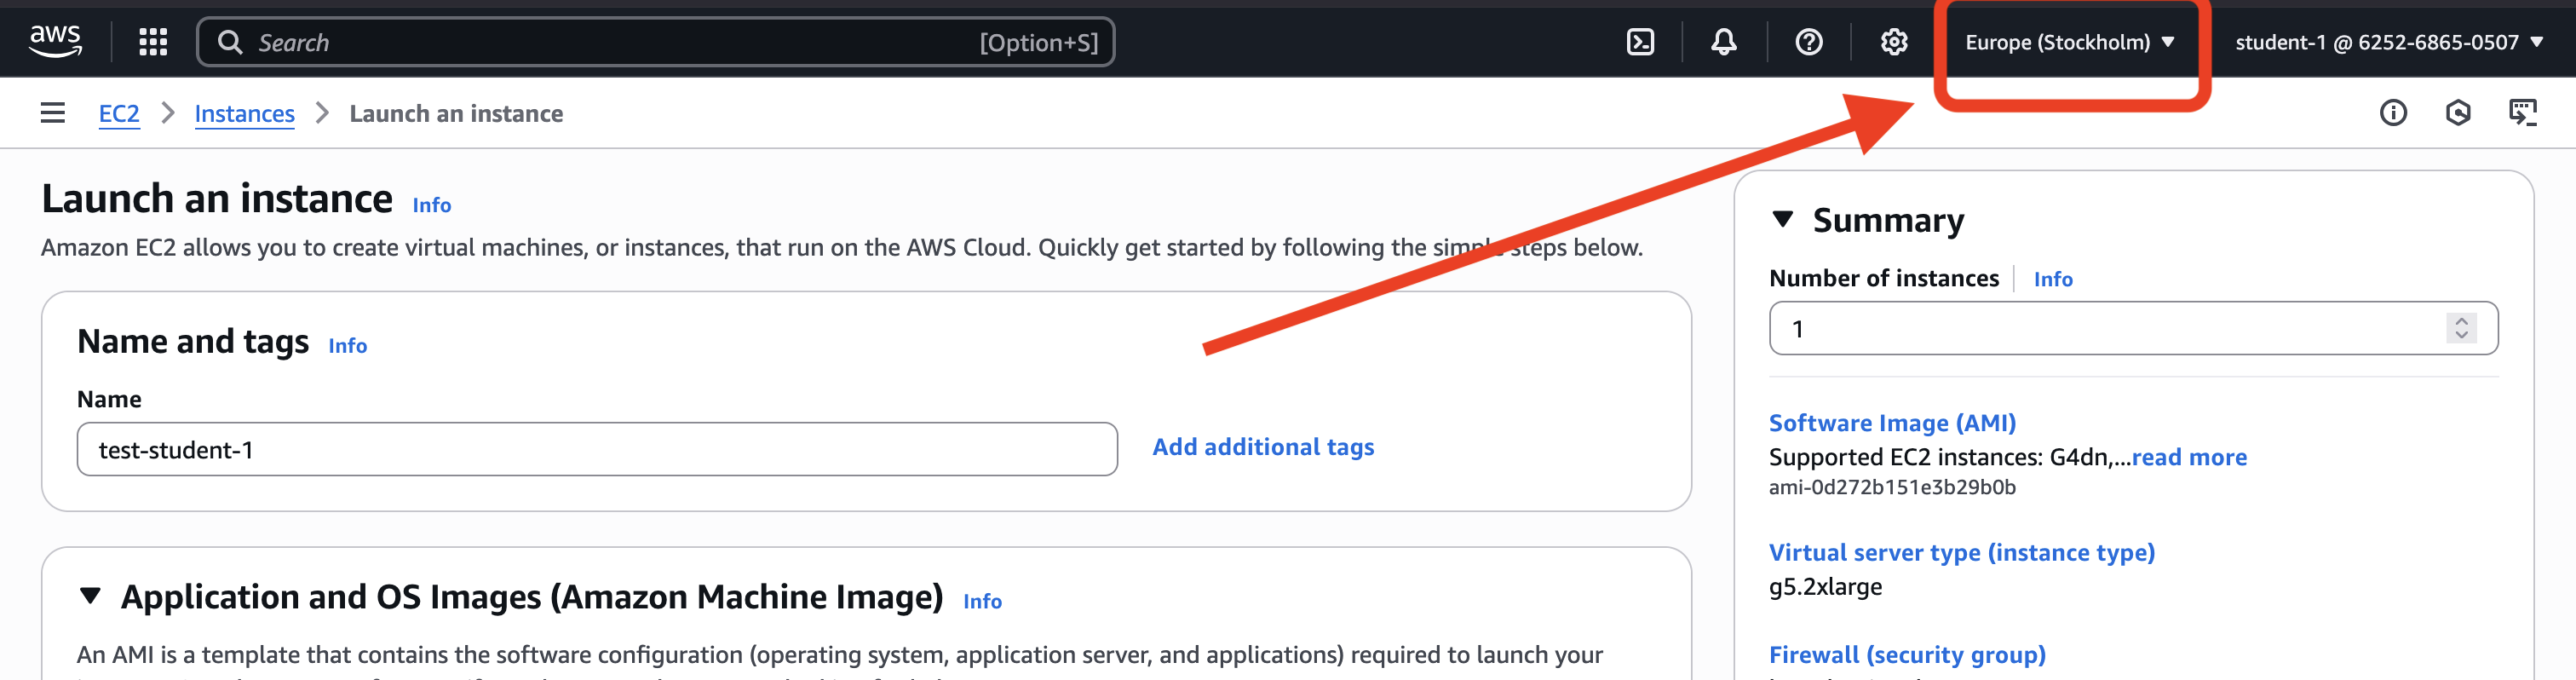 aws
Search [Option+S]
Europe (Stockholm)
student-1 @ 6252-6865-0507
EC2 Instances Launch an instance
Launch an instance Info
Amazon EC2 allows you to create virtual machines, or instances, that run on the AWS Cloud. Quickly get started by following the simple steps below.
Name and tags Info
Name
test-student-1
Add additional tags
Application and OS Images (Amazon Machine Image) Info
An AMI is a template that contains the software configuration (operating system, application server, and applications) required to launch your
Summary
Number of instances Info
1
Software Image (AMI)
Supported EC2 instances: G4dn,...read more
ami-0d272b151e3b29b0b
Virtual server type (instance type)
g5.2xlarge
Firewall (security group)